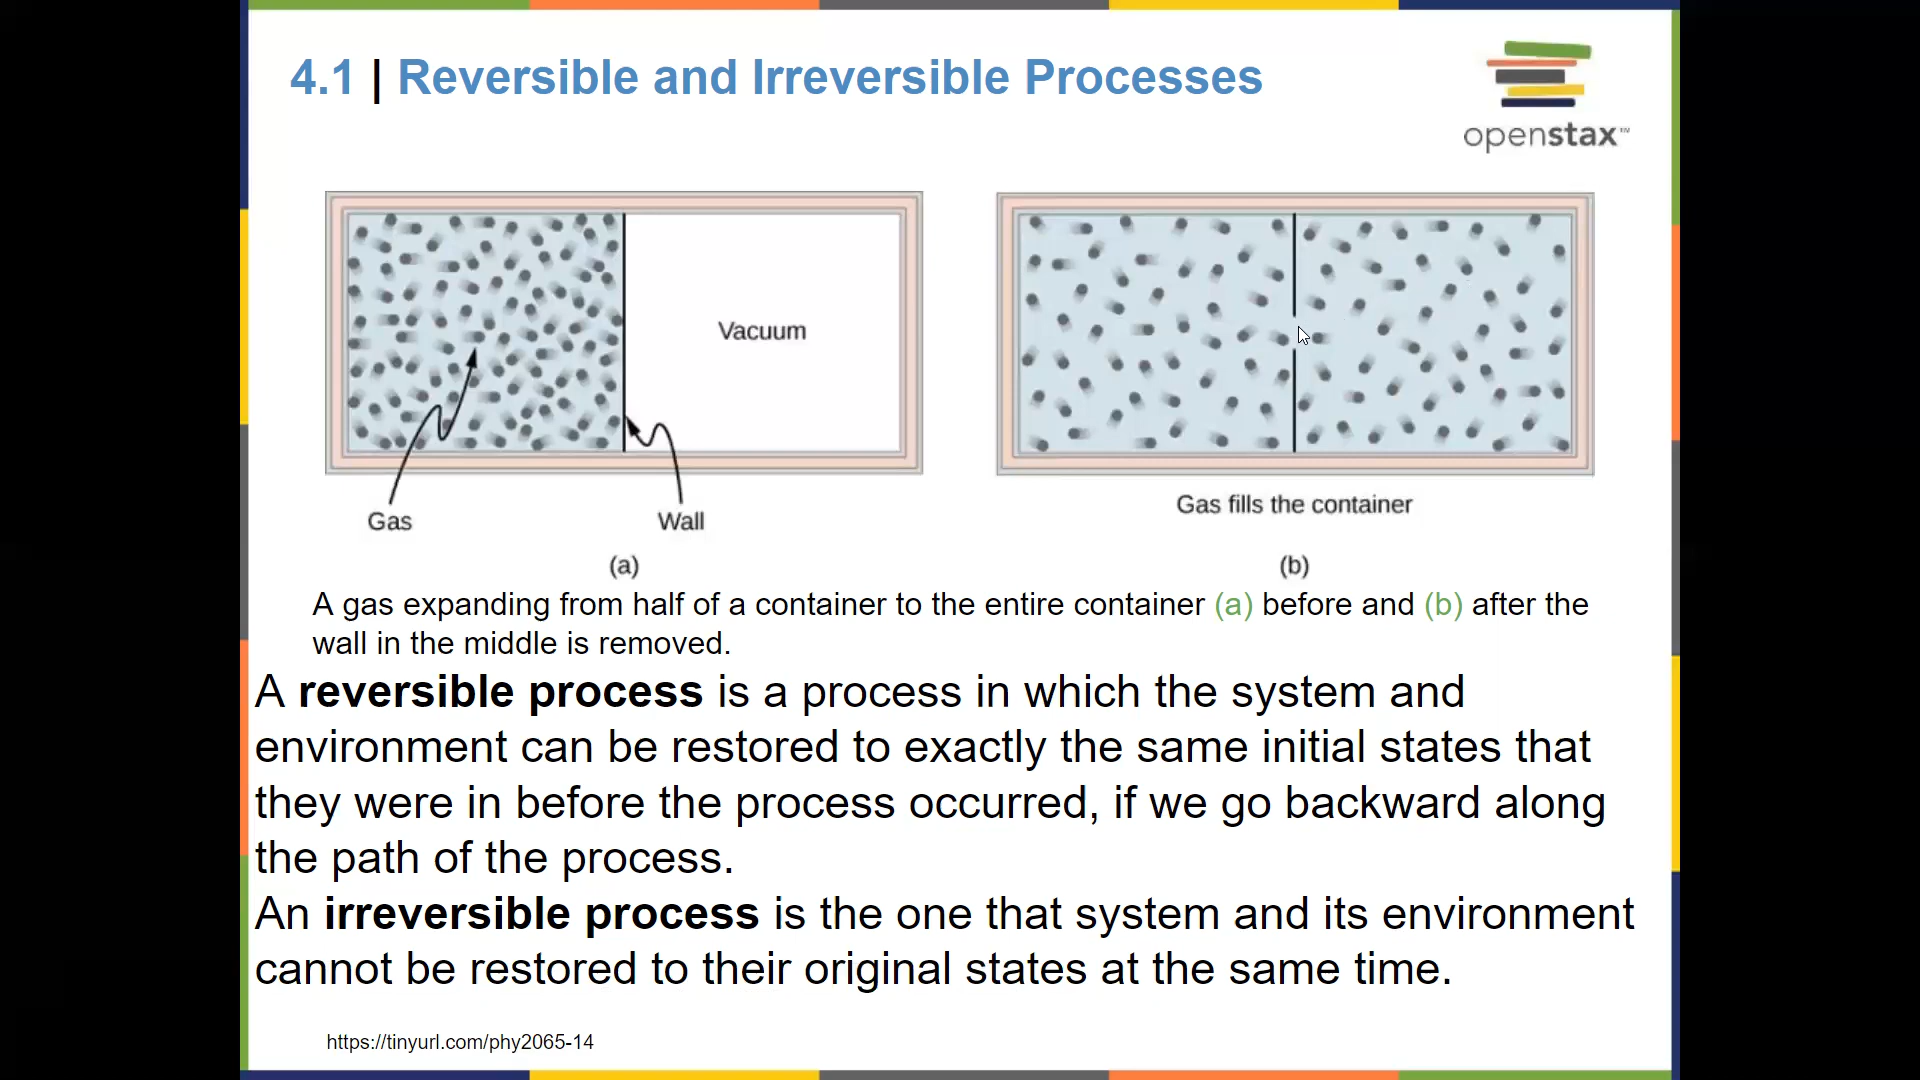 4.1 | Reversible and Irreversible Processes
openstax™
Vacuum
Gas
Wall
Gas fills the container
(a)
(b)
A gas expanding from half of a container to the entire container (a) before and (b) after the
wall in the middle is removed.
A reversible process is a process in which the system and
environment can be restored to exactly the same initial states that
they were in before the process occurred, if we go backward along
the path of the process.
An irreversible process is the one that system and its environment
cannot be restored to their original states at the same time.
https://tinyurl.com/phy2065-14